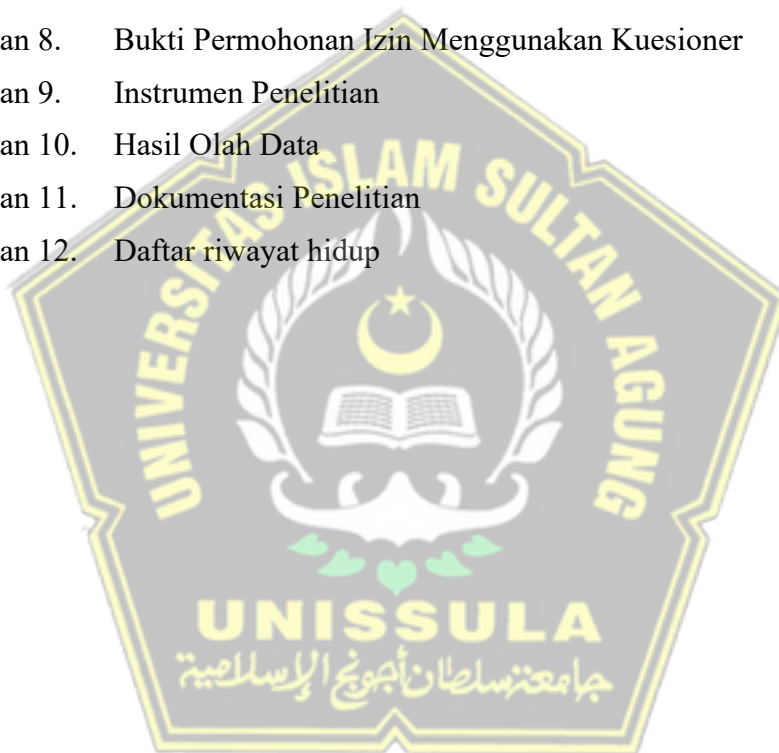 an 8. Bukti Permohonan Izin Menggunakan Kuesioner
an 9. Instrumen Penelitian
an 10. Hasil Olah Data
an 11. Dokumentasi Penelitian
an 12. Daftar riwayat hidup
UNIVERSITAS ISLAM SULTAN AGUNG
UNISSULA
جامعة سلطان أجونج الإسلامية